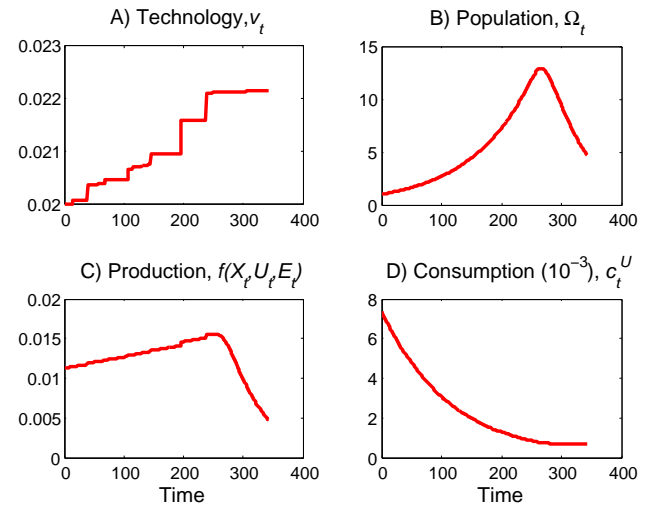 A) Technology,v_t
0.023
0.022
0.021
0.02
0 100 200 300 400
B) Population, Ω_t
15
10
5
0
0 100 200 300 400
C) Production, f(X_t,U_t,E_t)
0.02
0.015
0.01
0.005
0
0 100 200 300 400
Time
D) Consumption (10^−3), c_t^U
8
6
4
2
0
0 100 200 300 400
Time